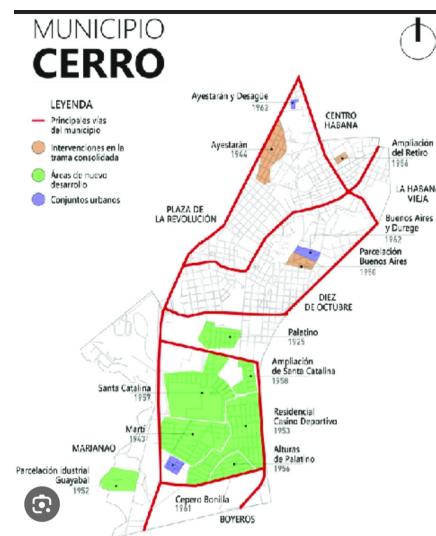 MUNICIPIO
CERRO
LEYENDA
Principales vías
del municipio
Intervenciones en la
trama consolidada
Áreas de nuevo
desarrollo
Conjuntos urbanos
Ayestarán y Desagüe
1962
CENTRO
HABANA
Ayestarán
1944
Ampliación
del Retiro
1956
LA HABANA
VIEJA
PLAZA DE
LA REVOLUCIÓN
Buenos Aires
y Durege
1962
Parcelación
Buenos Aires
1950
DIEZ
DE OCTUBRE
Palatino
1925
Ampliación
de Santa Catalina
1958
Santa Catalina
1957
Residencial
Casino Deportivo
1953
Martí
1943
MARIANAO
Alturas
de Palatino
1956
Parcelación idustrial
Guayabal
1952
Cepero Bonilla
1961
BOYEROS